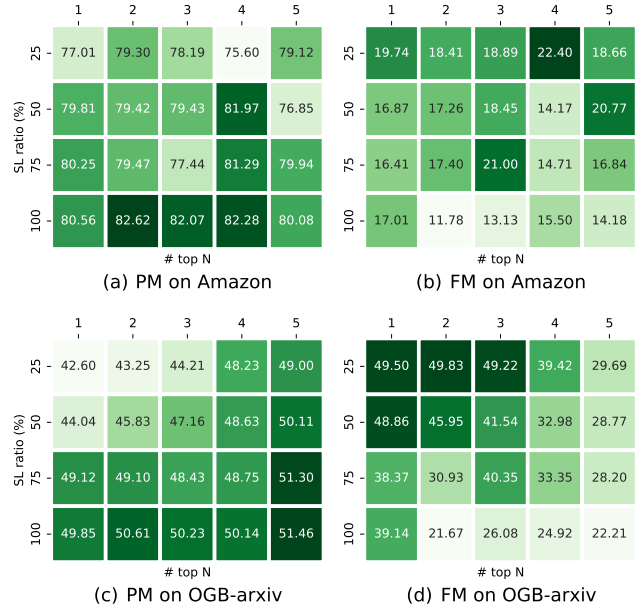 1 2 3 4 5
25 77.01 79.30 78.19 75.60 79.12
50 79.81 79.42 79.43 81.97 76.85
75 80.25 79.47 77.44 81.29 79.94
100 80.56 82.62 82.07 82.28 80.08
SL ratio (%)
# top N
(a) PM on Amazon
1 2 3 4 5
19.74 18.41 18.89 22.40 18.66
16.87 17.26 18.45 14.17 20.77
16.41 17.40 21.00 14.71 16.84
17.01 11.78 13.13 15.50 14.18
25
50
75
100
# top N
(b) FM on Amazon
1 2 3 4 5
25 42.60 43.25 44.21 48.23 49.00
50 44.04 45.83 47.16 48.63 50.11
75 49.12 49.10 48.43 48.75 51.30
100 49.85 50.61 50.23 50.14 51.46
SL ratio (%)
# top N
(c) PM on OGB-arxiv
1 2 3 4 5
25 49.50 49.83 49.22 39.42 29.69
50 48.86 45.95 41.54 32.98 28.77
75 38.37 30.93 40.35 33.35 28.20
100 39.14 21.67 26.08 24.92 22.21
# top N
(d) FM on OGB-arxiv